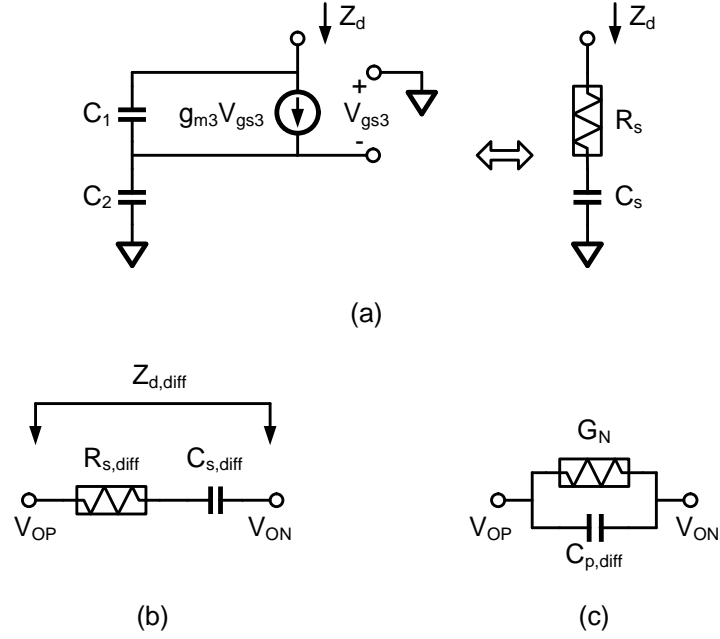 Z_d
Z_d
C_1
g_m3V_gs3
+
V_gs3
-
R_s
C_2
C_s
(a)
Z_d,diff
R_s,diff
C_s,diff
G_N
V_OP
V_ON
V_OP
V_ON
C_p,diff
(b)
(c)